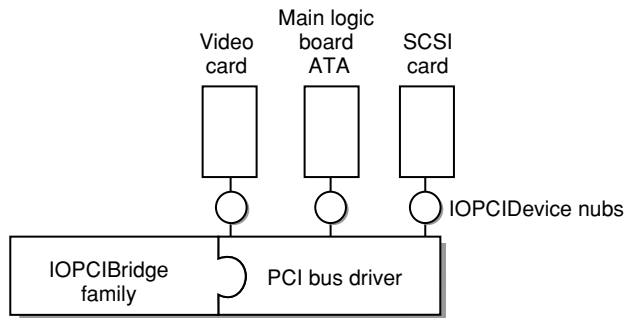 Video
card
Main logic
board
ATA
SCSI
card
IOPCIDevice nubs
IOPCIBridge
family
PCI bus driver